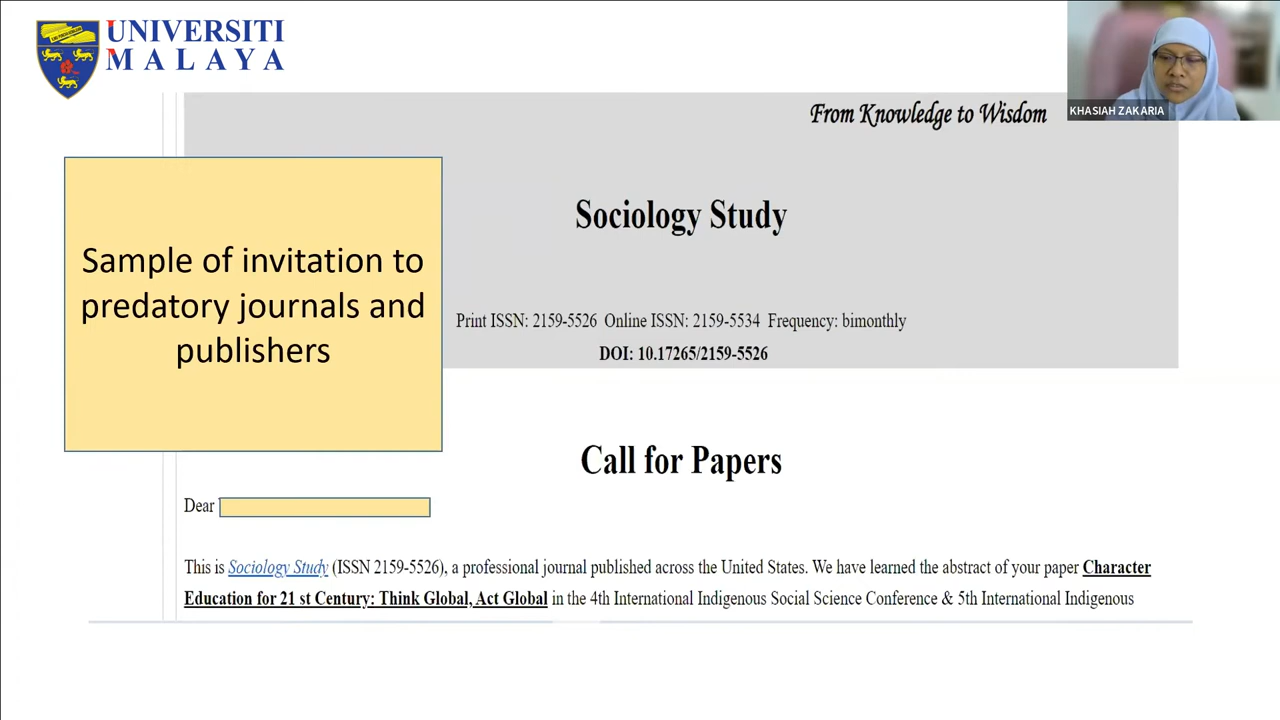 UNIVERSITI
MALAYA
KHASIAH ZAKARIA
From Knowledge to Wisdom
Sample of invitation to
predatory journals and
publishers
Sociology Study
Print ISSN: 2159-5526 Online ISSN: 2159-5534 Frequency: bimonthly
DOI: 10.17265/2159-5526
Call for Papers
Dear
This is Sociology Study (ISSN 2159-5526), a professional journal published across the United States. We have learned the abstract of your paper Character
Education for 21 st Century: Think Global, Act Global in the 4th International Indigenous Social Science Conference & 5th International Indigenous